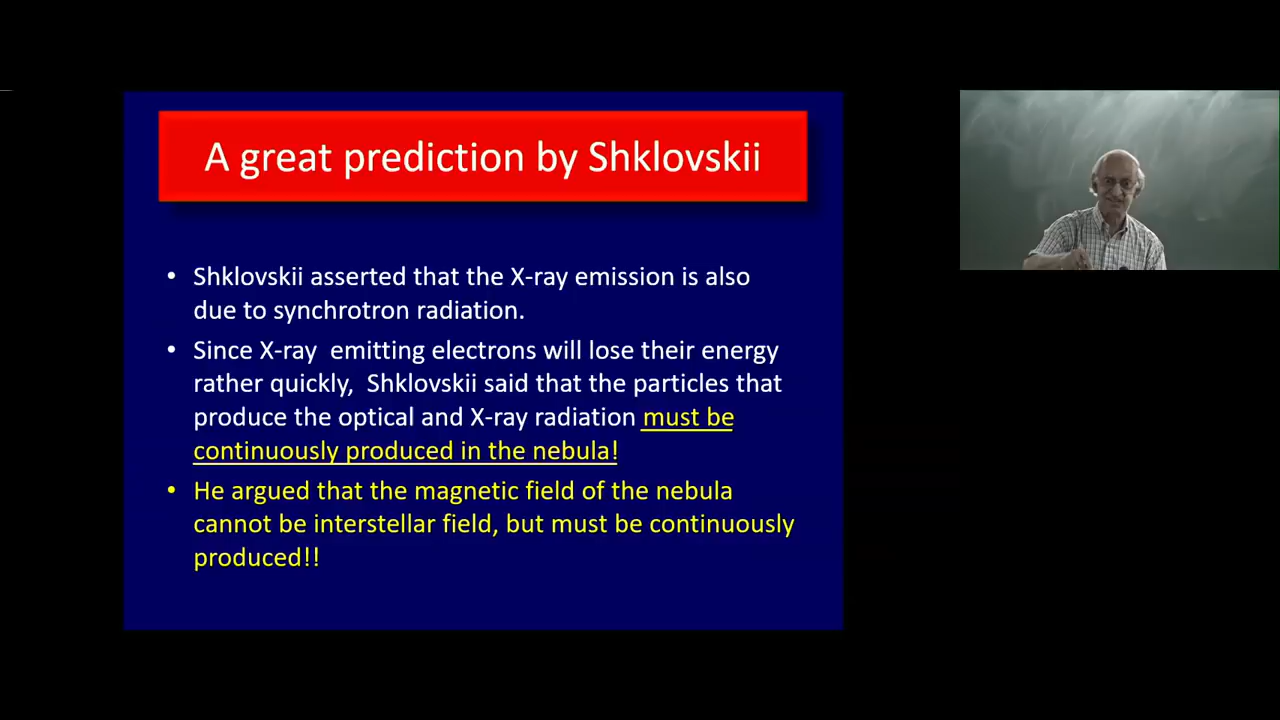 A great prediction by Shklovskii
• Shklovskii asserted that the X-ray emission is also
due to synchrotron radiation.
• Since X-ray emitting electrons will lose their energy
rather quickly, Shklovskii said that the particles that
produce the optical and X-ray radiation must be
continuously produced in the nebula!
• He argued that the magnetic field of the nebula
cannot be interstellar field, but must be continuously
produced!!